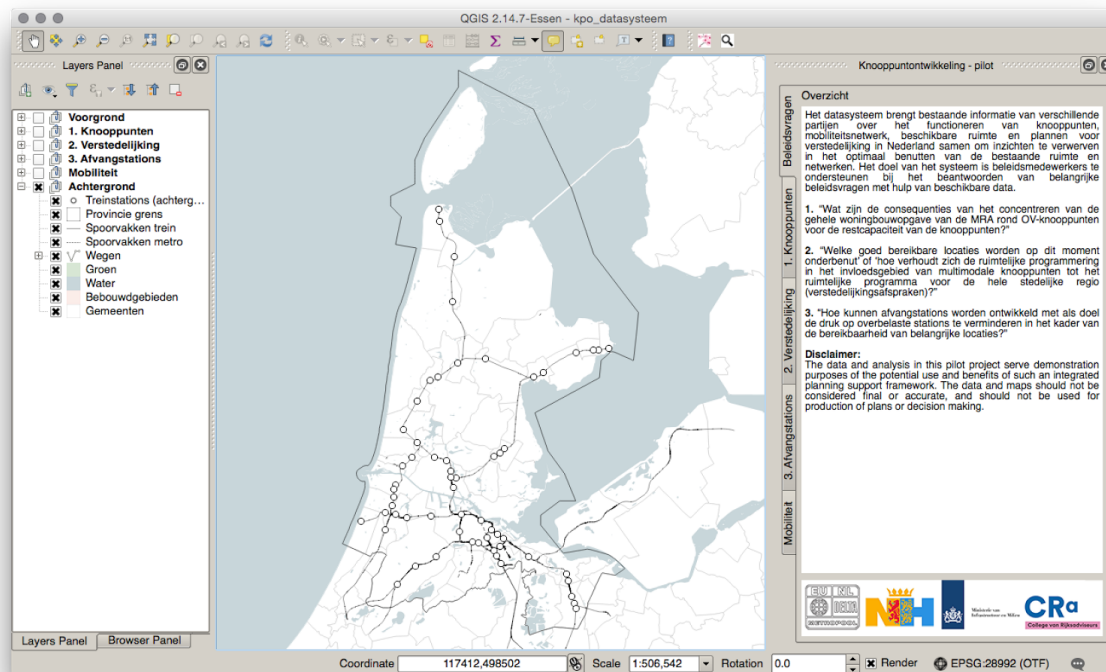 QGIS 2.14.7-Essen - kpo_datasysteem
Layers Panel
Voorgrond
1. Knooppunten
2. Verstedelijking
3. Afvangstations
Mobiliteit
Achtergrond
Treinstations (achterg...
Provincie grens
Spoorvakken trein
Spoorvakken metro
Wegen
Groen
Water
Bebouwdgebieden
Gemeenten
Layers Panel
Browser Panel
Knooppuntontwikkeling - pilot
Beleidsvragen
1. Knooppunten
2. Verstedelijking
3. Afvangstations
Mobiliteit
Overzicht
Het datasysteem brengt bestaande informatie van verschillende
partijen over het functioneren van knooppunten,
mobiliteitsnetwerk, beschikbare ruimte en plannen voor
verstedelijking in Nederland samen om inzichten te verwerven
in het optimaal benutten van de bestaande ruimte en
netwerken. Het doel van het systeem is beleidsmedewerkers te
ondersteunen bij het beantwoorden van belangrijke
beleidsvragen met hulp van beschikbare data.
1. "Wat zijn de consequenties van het concentreren van de
gehele woningbouwopgave van de MRA rond OV-knooppunten
voor de restcapaciteit van de knooppunten?"
2. "Welke goed bereikbare locaties worden op dit moment
onderbenut" of 'hoe verhoudt zich de ruimtelijke programmering
in het invloedsgebied van multimodale knooppunten tot het
ruimtelijke programma voor de hele stedelijke regio
(verstedelijkingsafspraken)?"
3. "Hoe kunnen afvangstations worden ontwikkeld met als doel
de druk op overbelaste stations te verminderen in het kader van
de bereikbaarheid van belangrijke locaties?"
Disclaimer:
The data and analysis in this pilot project serve demonstration
purposes of the potential use and benefits of such an integrated
planning support framework. The data and maps should not be
considered final or accurate, and should not be used for
production of plans or decision making.
EU NL
DELTA
METROPOOL
NH
Ministerie van
Infrastructuur en Milieu
CRa
College van Rijksadviseurs
Coordinate
117412,498502
Scale
1:506,542
Rotation
0.0
Render
EPSG:28992 (OTF)